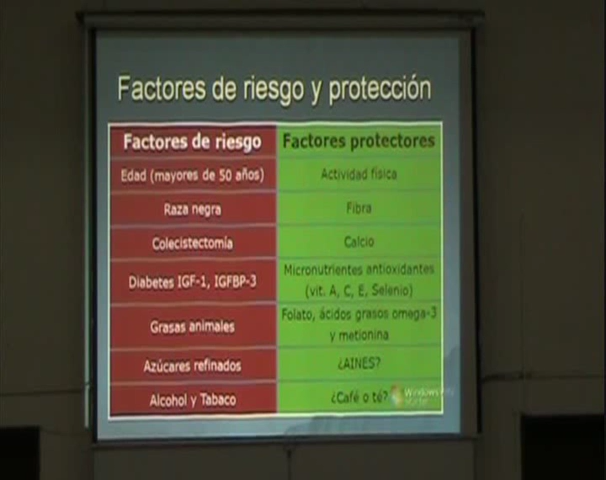 Factores de riesgo y protección
Factores de riesgo Factores protectores
Edad (mayores de 50 años) Actividad física
Raza negra Fibra
Colecistectomía Calcio
Diabetes IGF-1, IGFBP-3 Micronutrientes antioxidantes
(vit. A, C, E, Selenio)
Grasas animales Folato, ácidos grasos omega-3
y metionina
Azúcares refinados ¿AINES?
Alcohol y Tabaco ¿Café o té?
Windows